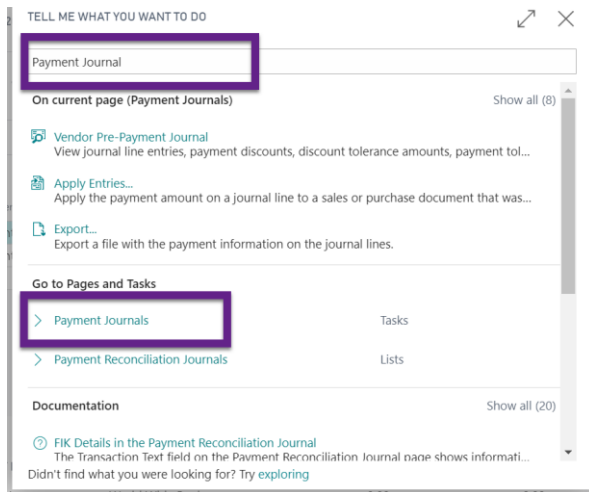 TELL ME WHAT YOU WANT TO DO
Payment Journal
On current page (Payment Journals) Show all (8)
Vendor Pre-Payment Journal
View journal line entries, payment discounts, discount tolerance amounts, payment tol...
Apply Entries...
Apply the payment amount on a journal line to a sales or purchase document that was...
Export...
Export a file with the payment information on the journal lines.
Go to Pages and Tasks
Payment Journals Tasks
Payment Reconciliation Journals Lists
Documentation Show all (20)
FIK Details in the Payment Reconciliation Journal
The Transaction Text field on the Payment Reconciliation Journal page shows informati...
Didn't find what you were looking for? Try exploring